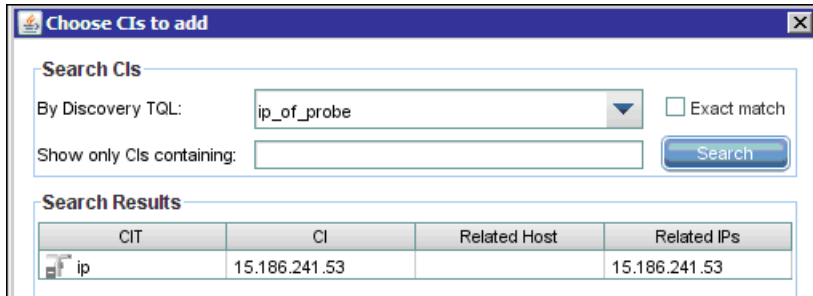 Choose CIs to add
Search CIs
By Discovery TQL: ip_of_probe Exact match
Show only CIs containing: Search
Search Results
CIT CI Related Host Related IPs
ip 15.186.241.53 15.186.241.53